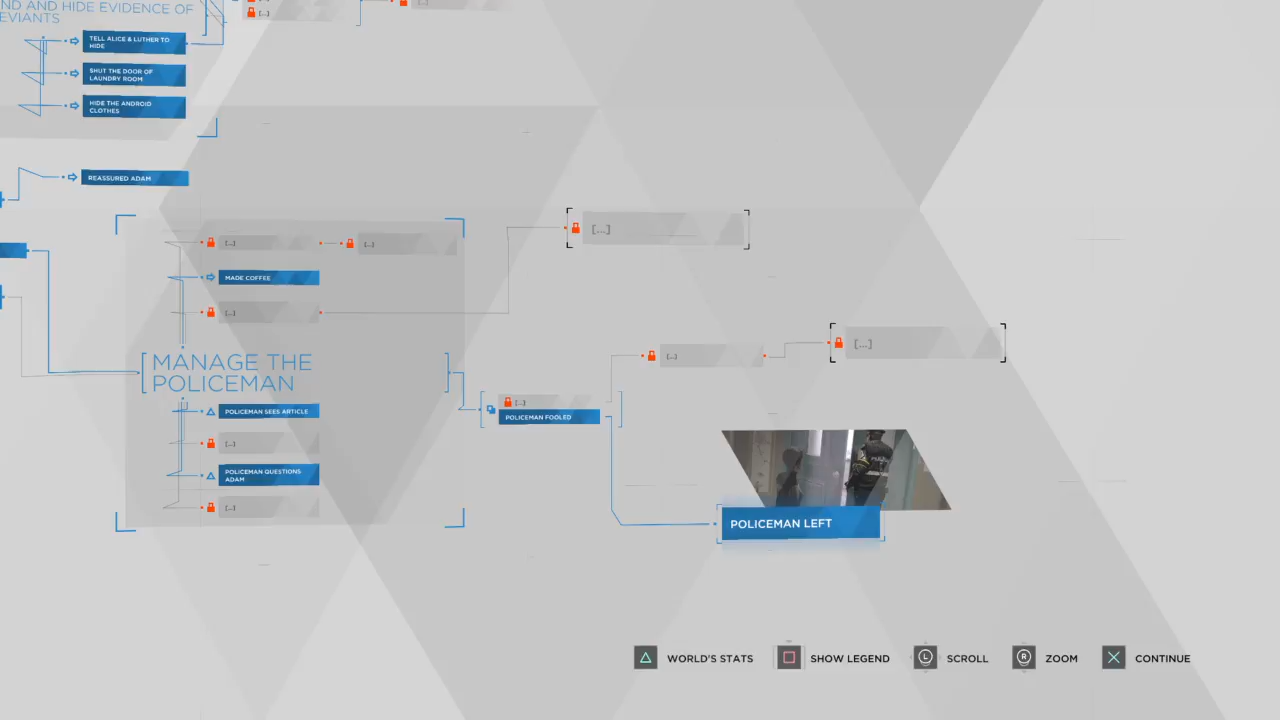 ND AND HIDE EVIDENCE OF
EVIANTS
[...]
TELL ALICE & LUTHER TO
HIDE
SHUT THE DOOR OF
LAUNDRY ROOM
HIDE THE ANDROID
CLOTHES
REASSURED ADAM
[...]
[...]
[...]
MADE COFFEE
[...]
MANAGE THE
POLICEMAN
[...]
[...]
[...]
POLICEMAN FOOLED
POLICEMAN SEES ARTICLE
[...]
POLICEMAN QUESTIONS
ADAM
[...]
POLICEMAN LEFT
WORLD'S STATS
SHOW LEGEND
L
SCROLL
R
ZOOM
CONTINUE